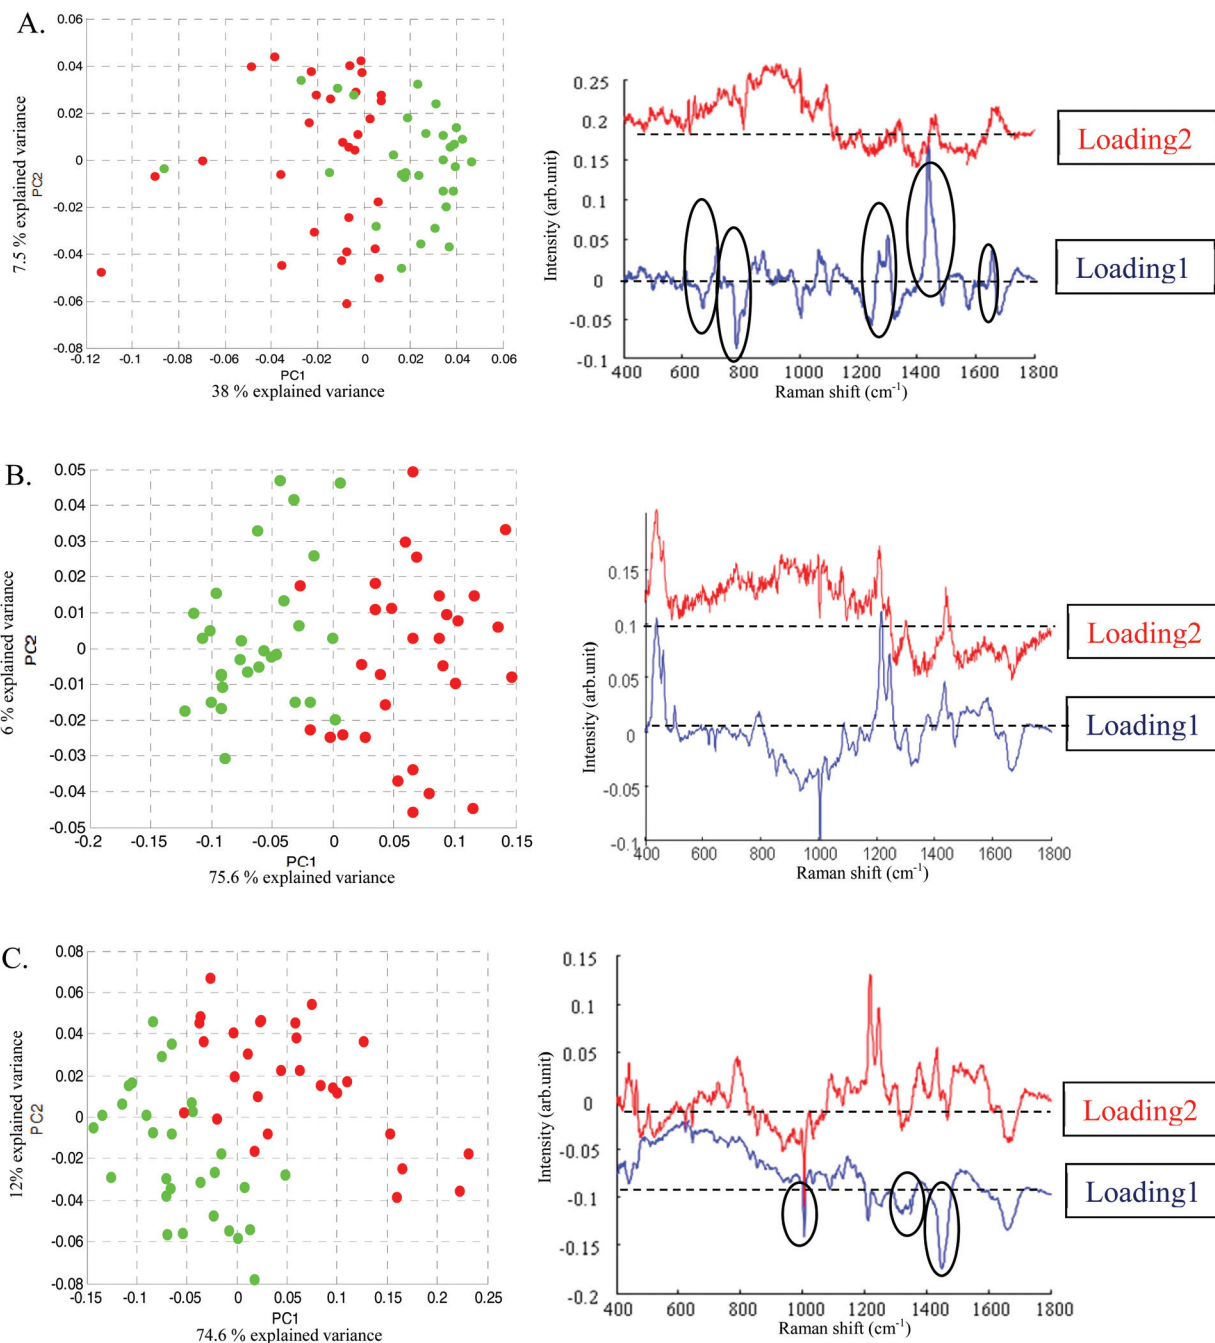 A.
0.06
0.04
0.02
0
-0.02
-0.04
-0.06
-0.08
7.5 % explained variance
PC2
-0.12 -0.1 -0.08 -0.06 -0.04 -0.02 0 0.02 0.04 0.06
PC1
38 % explained variance
0.25
0.2
0.15
0.1
0.05
0
-0.05
-0.1
Intensity (arb.unit)
400 600 800 1000 1200 1400 1600 1800
Raman shift (cm-1)
Loading2
Loading1
B.
0.05
0.04
0.03
0.02
0.01
0
-0.01
-0.02
-0.03
-0.04
-0.05
6 % explained variance
PC2
-0.2 -0.15 -0.1 -0.05 0 0.05 0.1 0.15
PC1
75.6 % explained variance
0.15
0.1
0.05
0
-0.05
-0.1
Intensity (arb.unit)
400 600 800 1000 1200 1400 1600 1800
Raman shift (cm-1)
Loading2
Loading1
C.
0.08
0.06
0.04
0.02
0
-0.02
-0.04
-0.06
-0.08
12% explained variance
PC2
-0.15 -0.1 -0.05 0 0.05 0.1 0.15 0.2 0.25
PC1
74.6 % explained variance
0.15
0.1
0.05
0
-0.05
-0.1
-0.15
-0.2
Intensity (arb.unit)
400 600 800 1000 1200 1400 1600 1800
Raman shift (cm-1)
Loading2
Loading1